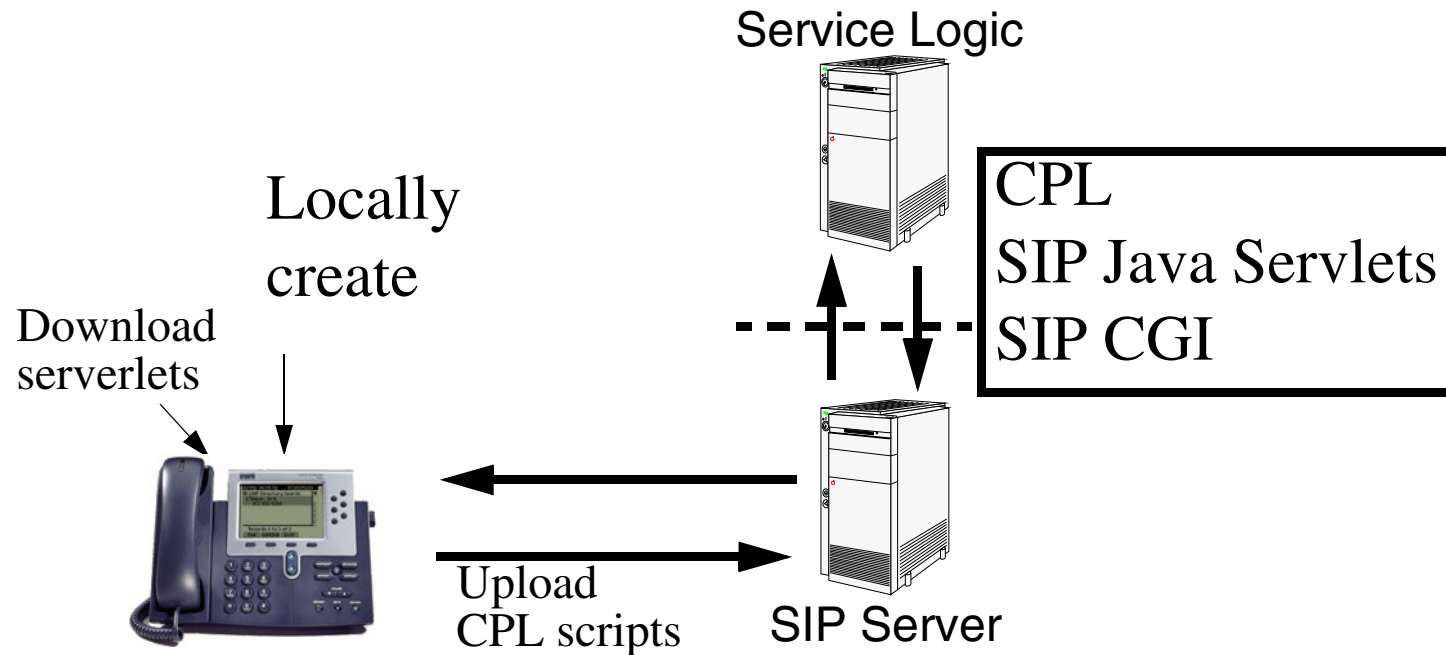 Service Logic
Locally
create
Download
serverlets
CPL
SIP Java Servlets
SIP CGI
Upload
CPL scripts
SIP Server